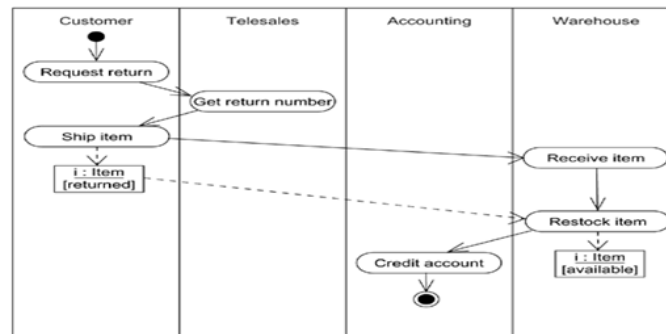 Customer
Telesales
Accounting
Warehouse
Request return
Get return number
Ship item
Receive item
i : Item
[returned]
Restock item
Credit account
i : Item
[available]